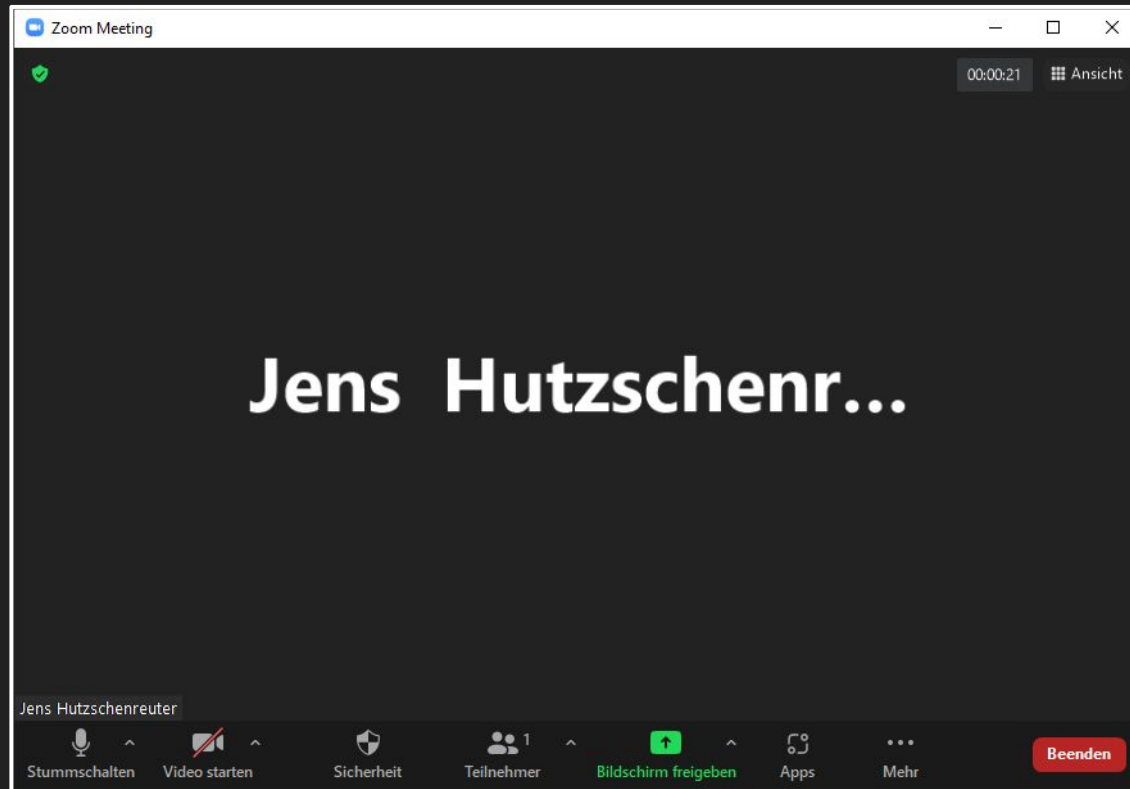 Zoom Meeting
00:00:21 Ansicht
Jens Hutzschenr...
Jens Hutzschenreuter
1
Stummschalten Video starten Sicherheit Teilnehmer Bildschirm freigeben Apps Mehr Beenden